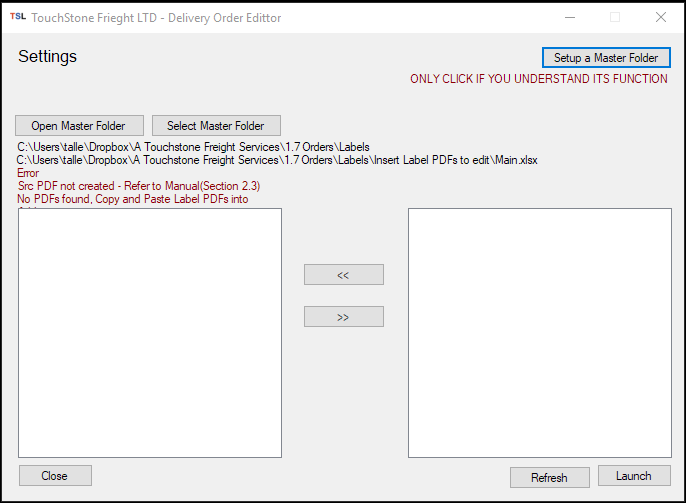 TSL TouchStone Frieght LTD - Delivery Order Edittor
Settings
Setup a Master Folder
ONLY CLICK IF YOU UNDERSTAND ITS FUNCTION
Open Master Folder
Select Master Folder
C:\Users\talle\Dropbox\A Touchstone Freight Services\1.7 Orders\Labels
C:\Users\talle\Dropbox\A Touchstone Freight Services\1.7 Orders\Labels\Insert Label PDFs to edit\Main.xlsx
Error
Src PDF not created - Refer to Manual(Section 2.3)
No PDFs found, Copy and Paste Label PDFs into
<<
>>
Close
Refresh
Launch